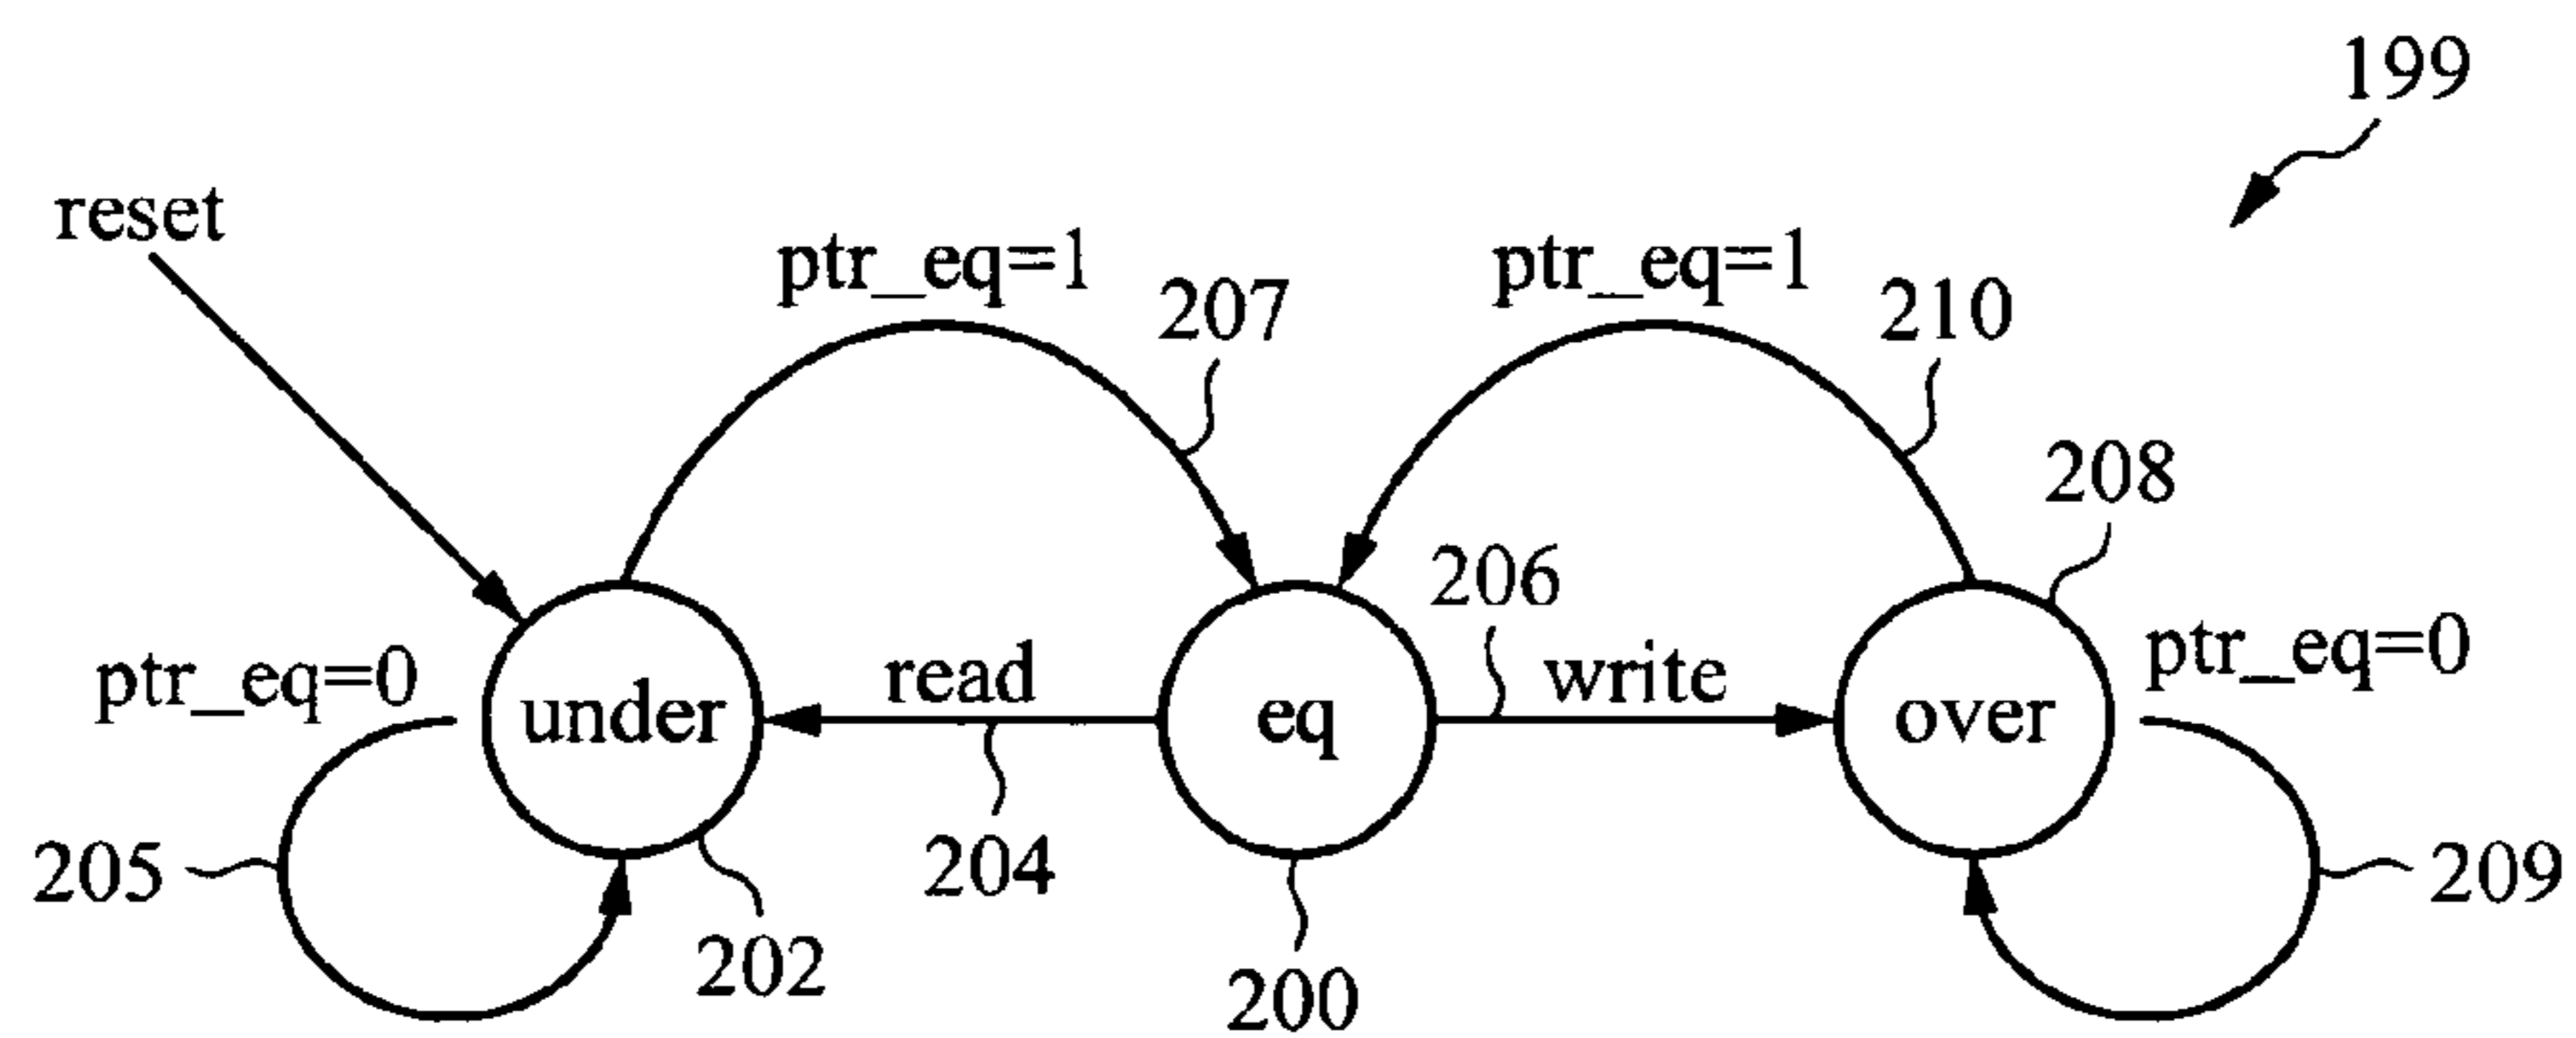 199
reset
ptr_eq=1
ptr_eq=1
207
210
208
206
ptr_eq=0
read
write
ptr_eq=0
under
eq
over
205
204
209
202
200